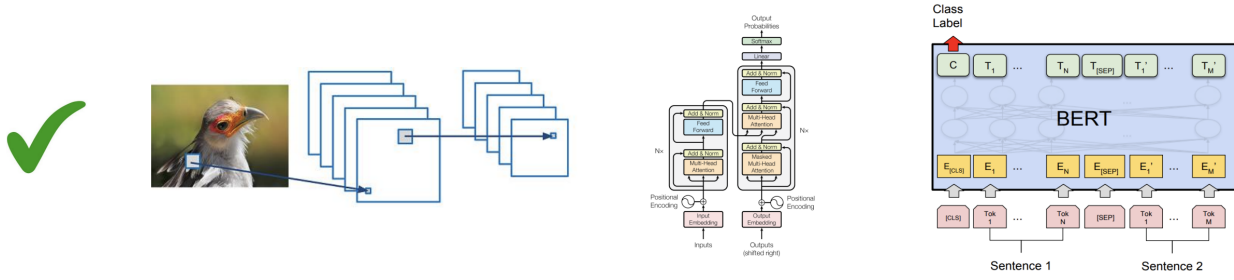 Output
Probabilities
Softmax
Linear
Add & Norm
Feed
Forward
Add & Norm
Multi-Head
Attention
Add & Norm
Masked
Multi-Head
Attention
Nx
Positional
Encoding
Output
Embedding
Outputs
(shifted right)
Add & Norm
Feed
Forward
Add & Norm
Multi-Head
Attention
Nx
Positional
Encoding
Input
Embedding
Inputs
Class
Label
C T1 ... TN T[SEP] T1' ... TM'
BERT
E[CLS] E1 ... EN E[SEP] E1' ... EM'
[CLS] Tok 1 ... Tok N [SEP] Tok 1 ... Tok M
Sentence 1 Sentence 2